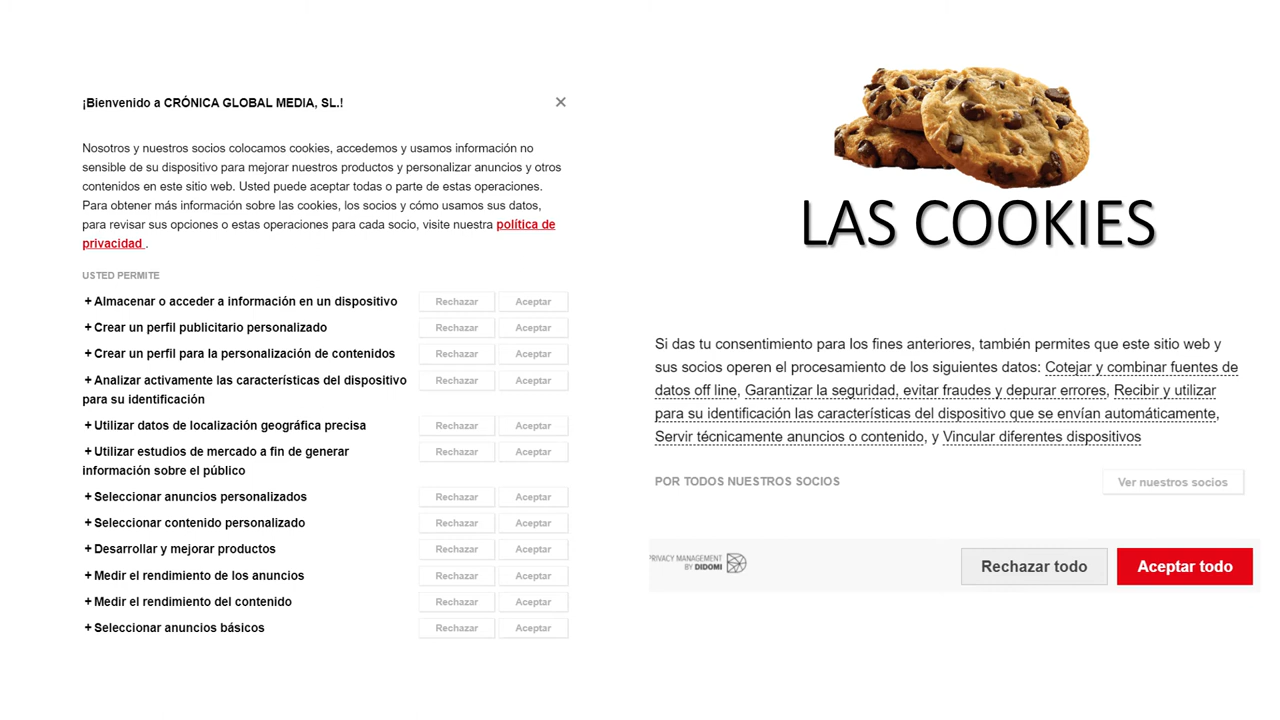 ¡Bienvenido a CRÓNICA GLOBAL MEDIA, SL.!
Nosotros y nuestros socios colocamos cookies, accedemos y usamos información no
sensible de su dispositivo para mejorar nuestros productos y personalizar anuncios y otros
contenidos en este sitio web. Usted puede aceptar todas o parte de estas operaciones.
Para obtener más información sobre las cookies, los socios y cómo usamos sus datos,
para revisar sus opciones o estas operaciones para cada socio, visite nuestra política de
privacidad .
USTED PERMITE
+ Almacenar o acceder a información en un dispositivo Rechazar Aceptar
+ Crear un perfil publicitario personalizado Rechazar Aceptar
+ Crear un perfil para la personalización de contenidos Rechazar Aceptar
+ Analizar activamente las características del dispositivo Rechazar Aceptar
para su identificación
+ Utilizar datos de localización geográfica precisa Rechazar Aceptar
+ Utilizar estudios de mercado a fin de generar Rechazar Aceptar
información sobre el público
+ Seleccionar anuncios personalizados Rechazar Aceptar
+ Seleccionar contenido personalizado Rechazar Aceptar
+ Desarrollar y mejorar productos Rechazar Aceptar
+ Medir el rendimiento de los anuncios Rechazar Aceptar
+ Medir el rendimiento del contenido Rechazar Aceptar
+ Seleccionar anuncios básicos Rechazar Aceptar
LAS COOKIES
Si das tu consentimiento para los fines anteriores, también permites que este sitio web y
sus socios operen el procesamiento de los siguientes datos: Cotejar y combinar fuentes de
datos off line, Garantizar la seguridad, evitar fraudes y depurar errores, Recibir y utilizar
para su identificación las características del dispositivo que se envían automáticamente,
Servir técnicamente anuncios o contenido, y Vincular diferentes dispositivos
POR TODOS NUESTROS SOCIOS Ver nuestros socios
PRIVACY MANAGEMENT
BY DIDOMI
Rechazar todo Aceptar todo